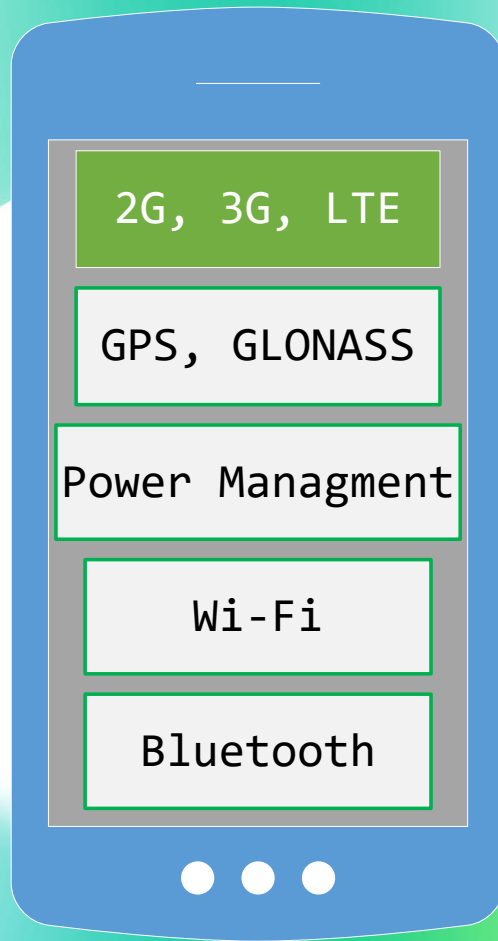 2G, 3G, LTE
GPS, GLONASS
Power Managment
Wi-Fi
Bluetooth